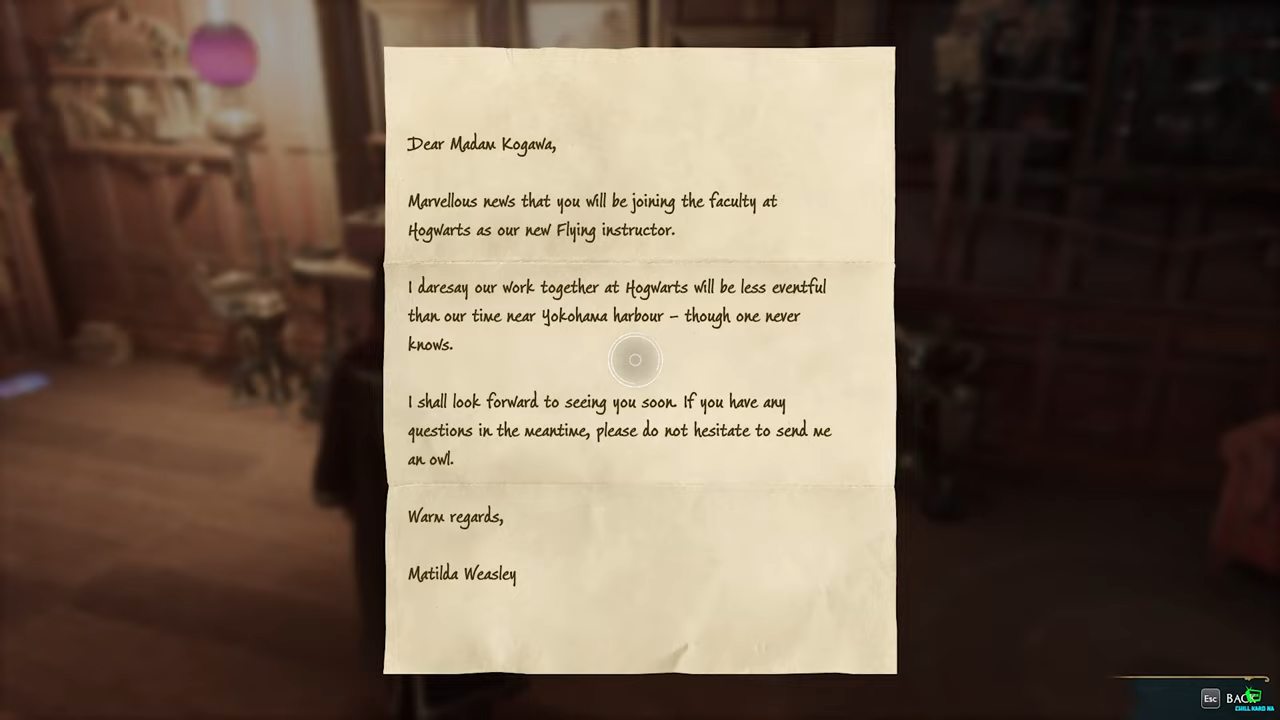 Dear Madam Kogawa,
Marvellous news that you will be joining the faculty at
Hogwarts as our new Flying instructor.
I daresay our work together at Hogwarts will be less eventful
than our time near Yokohama harbour – though one never
knows.
I shall look forward to seeing you soon. If you have any
questions in the meantime, please do not hesitate to send me
an owl.
Warm regards,
Matilda Weasley
Esc BACK
CHILL KARO NA